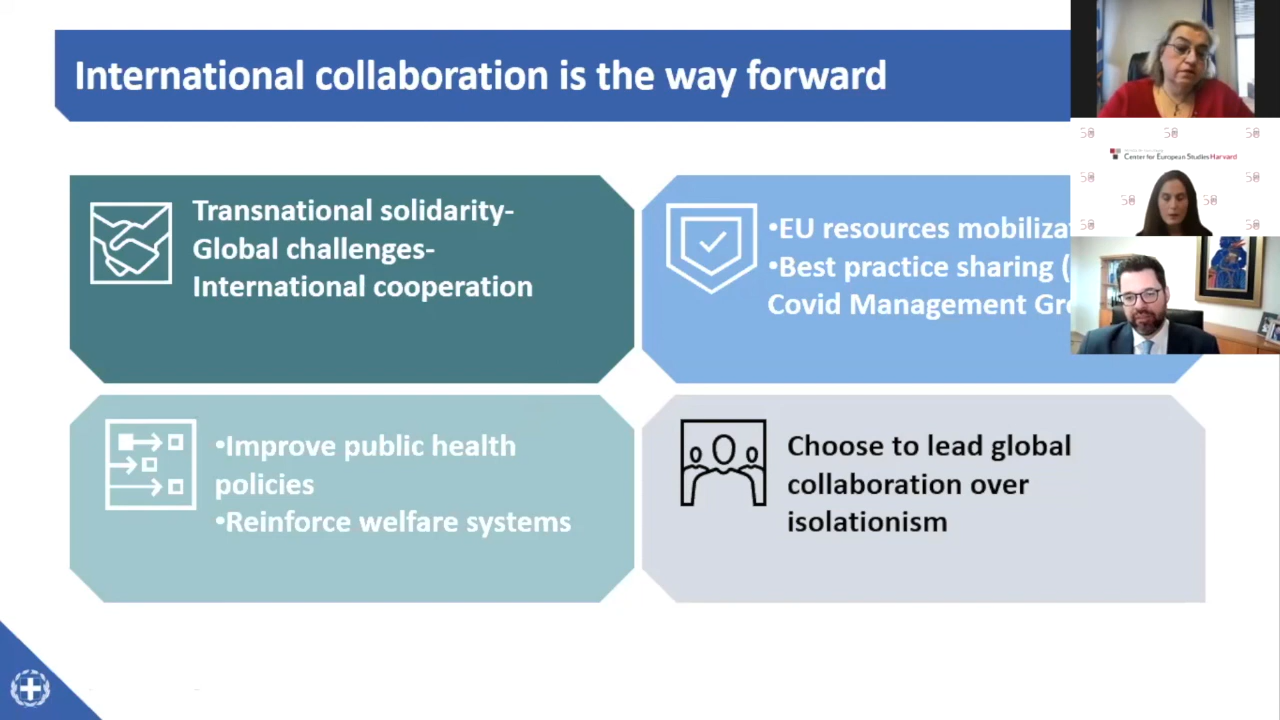 International collaboration is the way forward
Transnational solidarity-
Global challenges-
International cooperation
•EU resources
•Best practice sharing (
Covid Management
•Improve public health
policies
•Reinforce welfare systems
Choose to lead global
collaboration over
isolationism
Center for European Studies Harvard